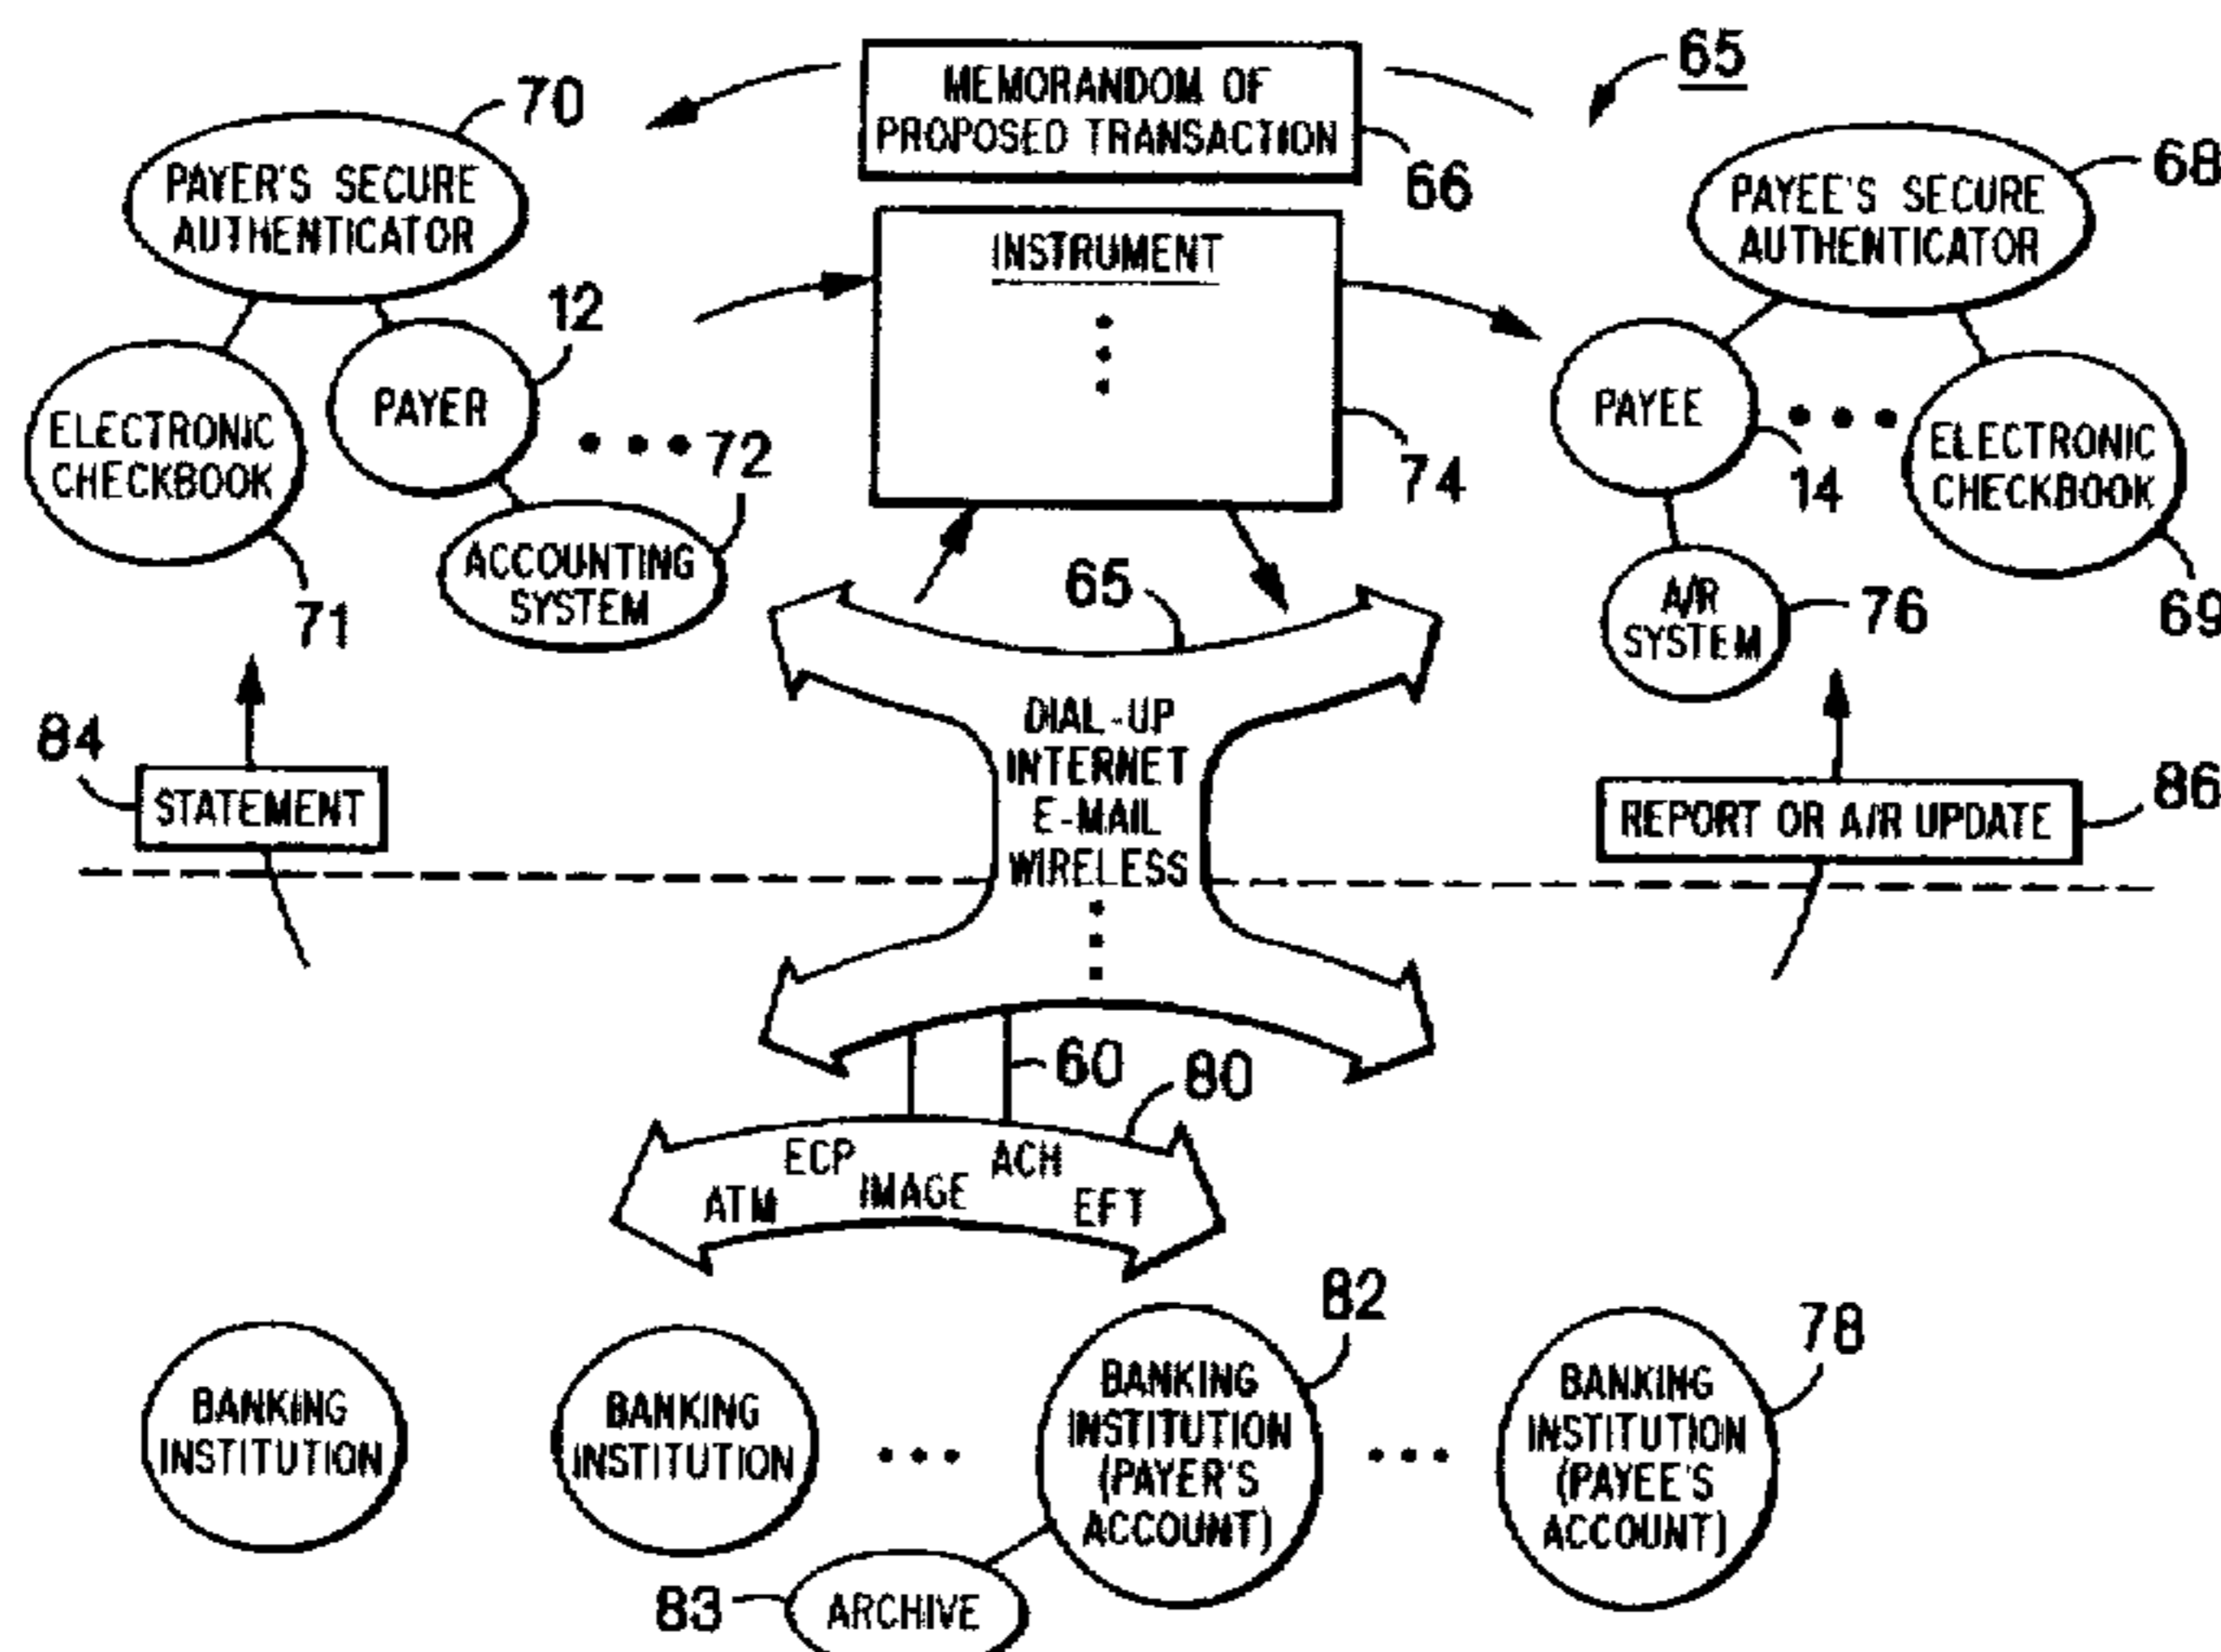 65
MEMORANDOM OF
PROPOSED TRANSACTION
66
70
PAYER'S SECURE
AUTHENTICATOR
68
PAYEE'S SECURE
AUTHENTICATOR
INSTRUMENT
74
12
PAYER
ELECTRONIC
CHECKBOOK
71
72
ACCOUNTING
SYSTEM
PAYEE
14
ELECTRONIC
CHECKBOOK
69
A/R
SYSTEM
76
65
DIAL-UP
INTERNET
E-MAIL
WIRELESS
84
STATEMENT
86
REPORT OR A/R UPDATE
60
80
ATM
ECP
IMAGE
ACH
EFT
BANKING
INSTITUTION
BANKING
INSTITUTION
82
BANKING
INSTITUTION
(PAYER'S
ACCOUNT)
78
BANKING
INSTITUTION
(PAYEE'S
ACCOUNT)
83
ARCHIVE